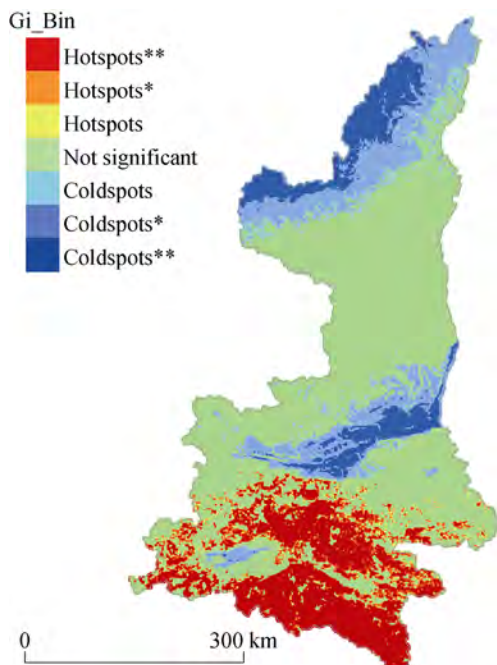 Gi_Bin
Hotspots**
Hotspots*
Hotspots
Not significant
Coldspots
Coldspots*
Coldspots**
0 300 km